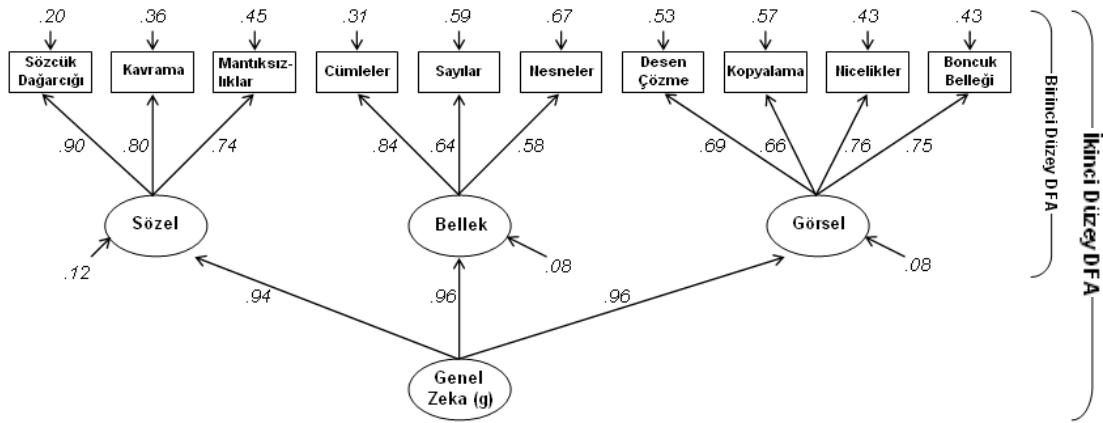 .20 .36 .45 .31 .59 .67 .53 .57 .43 .43
Sözcük
Dağarcığı
Kavrama
Mantıksız-
lıklar
Cümleler
Sayılar
Nesneler
Desen
Çözme
Kopyalama
Nicelikler
Boncuk
Belleği
.90 .80 .74 .84 .64 .58 .69 .66 .76 .75
Sözel
Bellek
Görsel
.12 .08 .08
.94 .96 .96
Genel
Zeka (g)
Birinci Düzey DFA
İkinci Düzey DFA